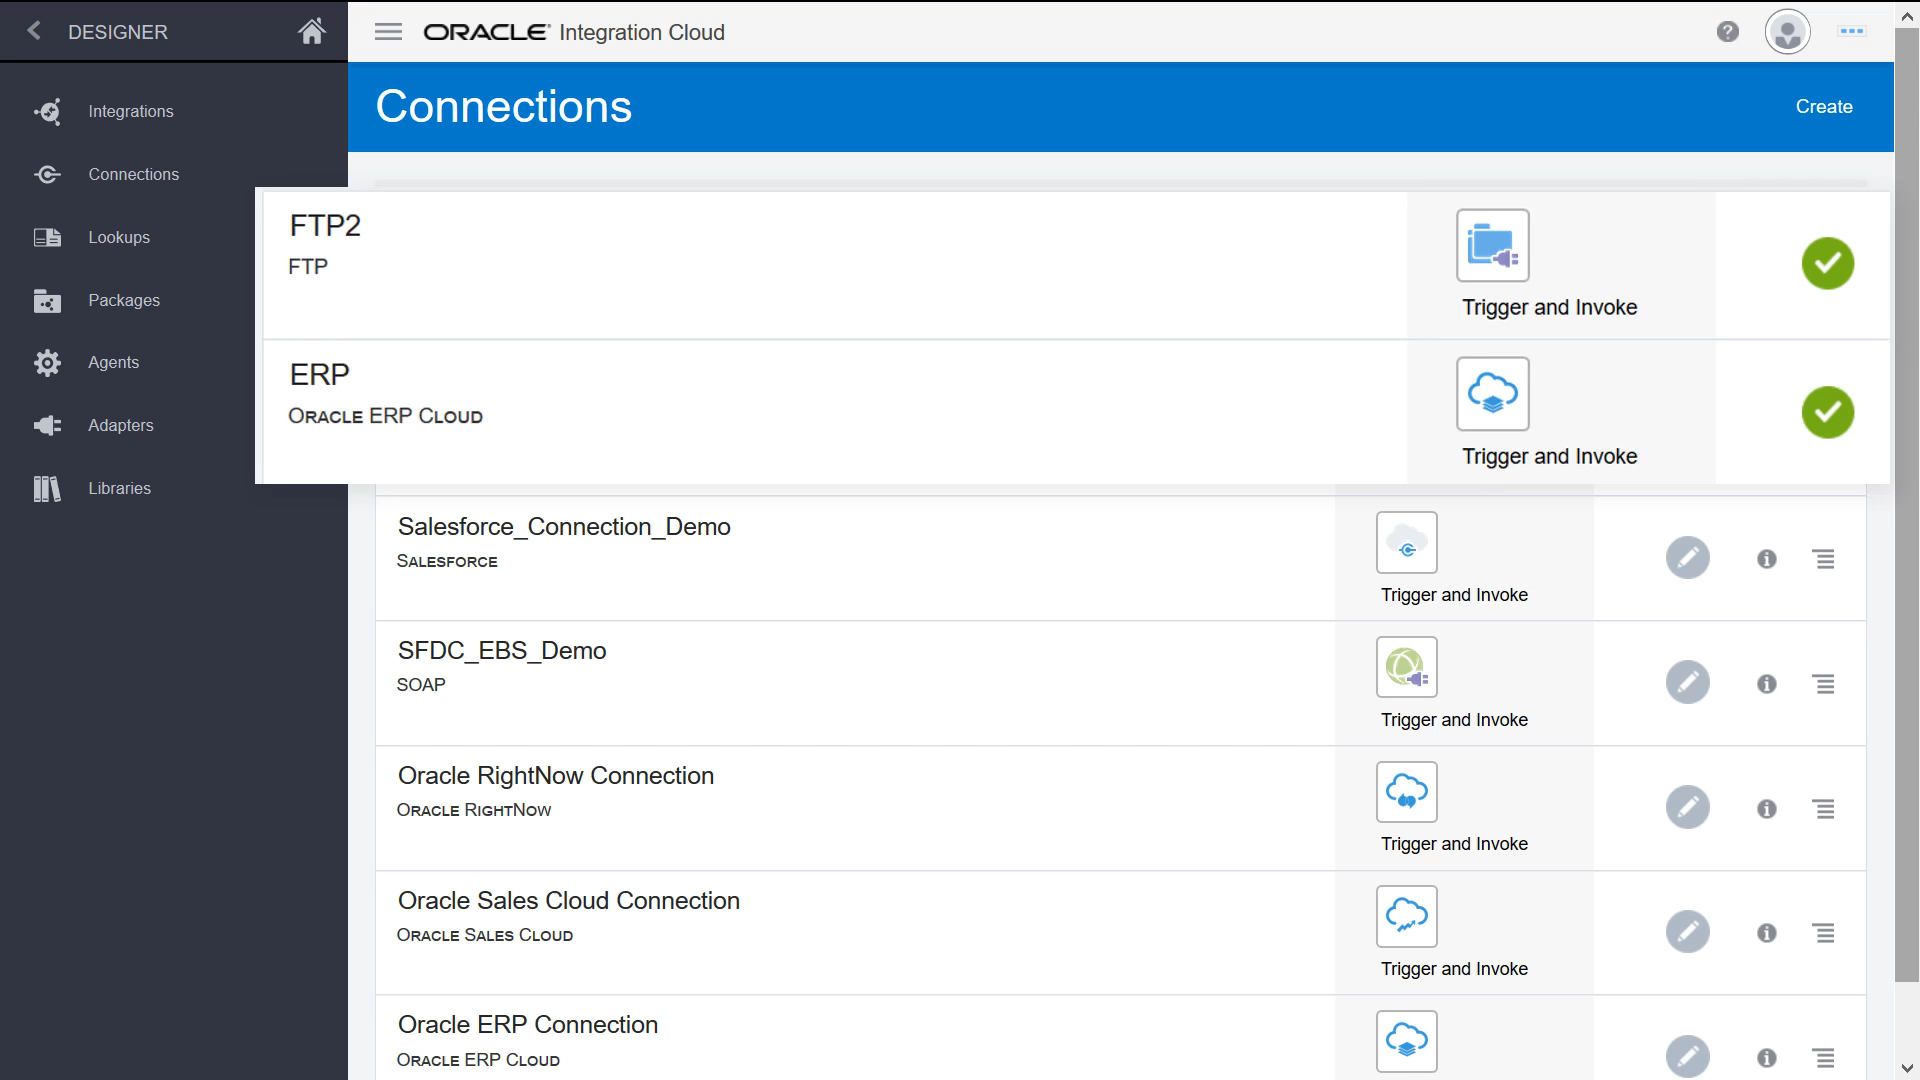 DESIGNER
ORACLE Integration Cloud
Connections
Create
Integrations
Connections
Lookups
Packages
Agents
Adapters
Libraries
FTP2
FTP
Trigger and Invoke
ERP
ORACLE ERP CLOUD
Trigger and Invoke
Salesforce_Connection_Demo
SALESFORCE
Trigger and Invoke
SFDC_EBS_Demo
SOAP
Trigger and Invoke
Oracle RightNow Connection
ORACLE RIGHTNOW
Trigger and Invoke
Oracle Sales Cloud Connection
ORACLE SALES CLOUD
Trigger and Invoke
Oracle ERP Connection
ORACLE ERP CLOUD